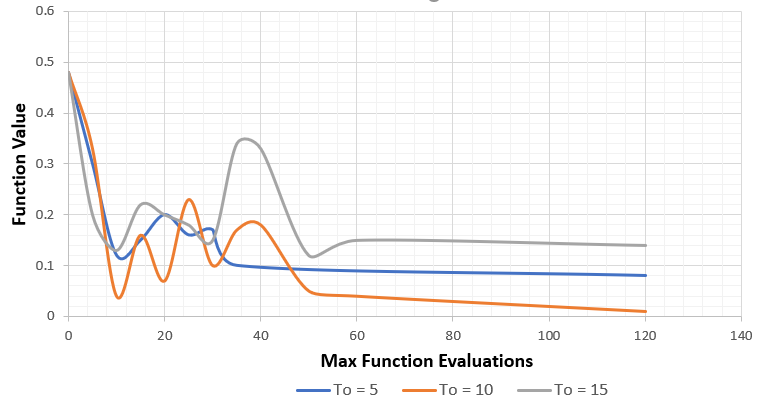 0.6
0.5
0.4
0.3
0.2
0.1
0
Function Value
0 20 40 60 80 100 120 140
Max Function Evaluations
To = 5 To = 10 To = 15